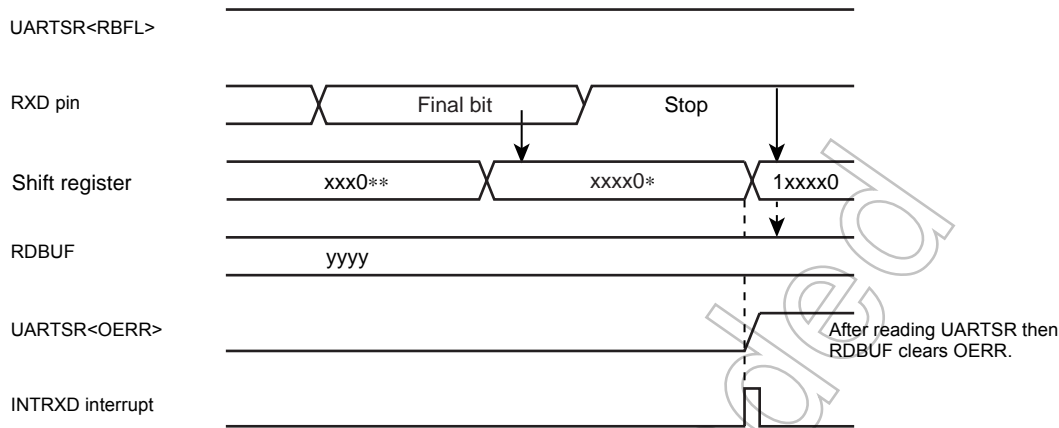 UARTSR<RBFL>
RXD pin
Final bit
Stop
Shift register
xxx0**
xxxx0*
1xxxx0
RDBUF
yyyy
UARTSR<OERR>
After reading UARTSR then
RDBUF clears OERR.
INTRXD interrupt